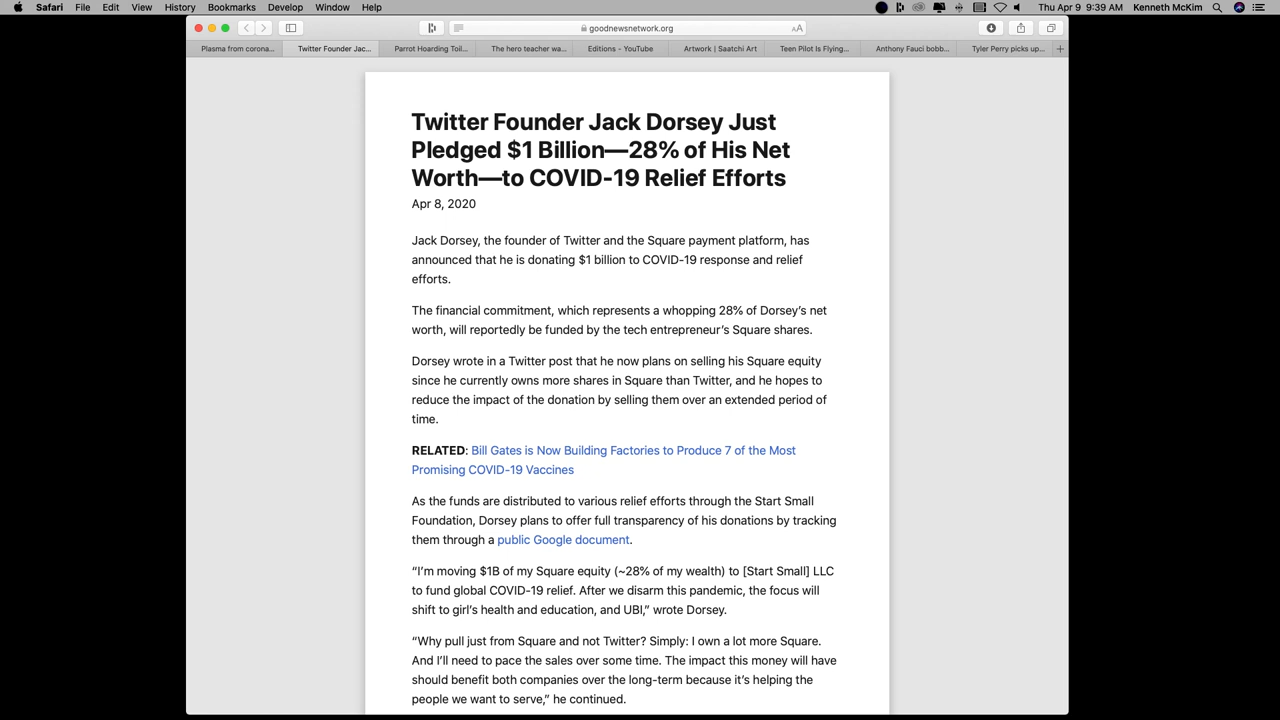 Safari File Edit View History Bookmarks Develop Window Help Thu Apr 9 9:39 AM Kenneth McKim
goodnewsnetwork.org AA
Plasma from corona... Twitter Founder Jac... Parrot Hoarding Toil... The hero teacher wa... Editions - YouTube Artwork | Saatchi Art Teen Pilot Is Flying... Anthony Fauci bobb... Tyler Perry picks up...
Twitter Founder Jack Dorsey Just
Pledged $1 Billion—28% of His Net
Worth—to COVID-19 Relief Efforts
Apr 8, 2020
Jack Dorsey, the founder of Twitter and the Square payment platform, has
announced that he is donating $1 billion to COVID-19 response and relief
efforts.
The financial commitment, which represents a whopping 28% of Dorsey’s net
worth, will reportedly be funded by the tech entrepreneur’s Square shares.
Dorsey wrote in a Twitter post that he now plans on selling his Square equity
since he currently owns more shares in Square than Twitter, and he hopes to
reduce the impact of the donation by selling them over an extended period of
time.
RELATED: Bill Gates is Now Building Factories to Produce 7 of the Most
Promising COVID-19 Vaccines
As the funds are distributed to various relief efforts through the Start Small
Foundation, Dorsey plans to offer full transparency of his donations by tracking
them through a public Google document.
“I’m moving $1B of my Square equity (~28% of my wealth) to [Start Small] LLC
to fund global COVID-19 relief. After we disarm this pandemic, the focus will
shift to girl’s health and education, and UBI,” wrote Dorsey.
“Why pull just from Square and not Twitter? Simply: I own a lot more Square.
And I’ll need to pace the sales over some time. The impact this money will have
should benefit both companies over the long-term because it’s helping the
people we want to serve,” he continued.